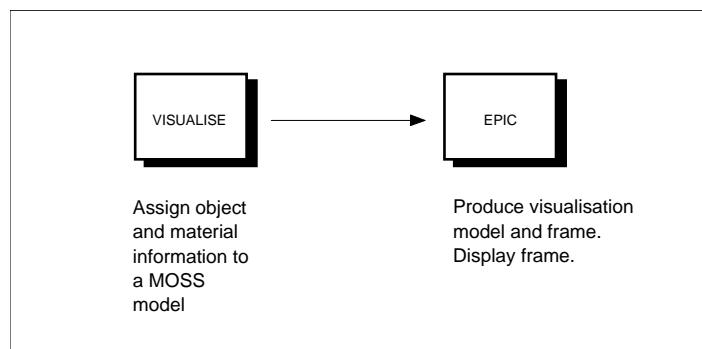 VISUALISE
EPIC
Assign object
and material
information to
a MOSS
model
Produce visualisation
model and frame.
Display frame.